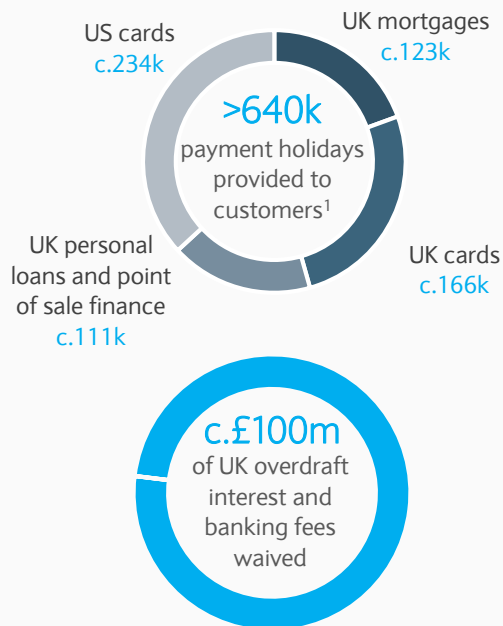 US cards
c.234k
UK mortgages
c.123k
>640k
payment holidays
provided to
customers1
UK personal
loans and point
of sale finance
c.111k
UK cards
c.166k
c.£100m
of UK overdraft
interest and
banking fees
waived